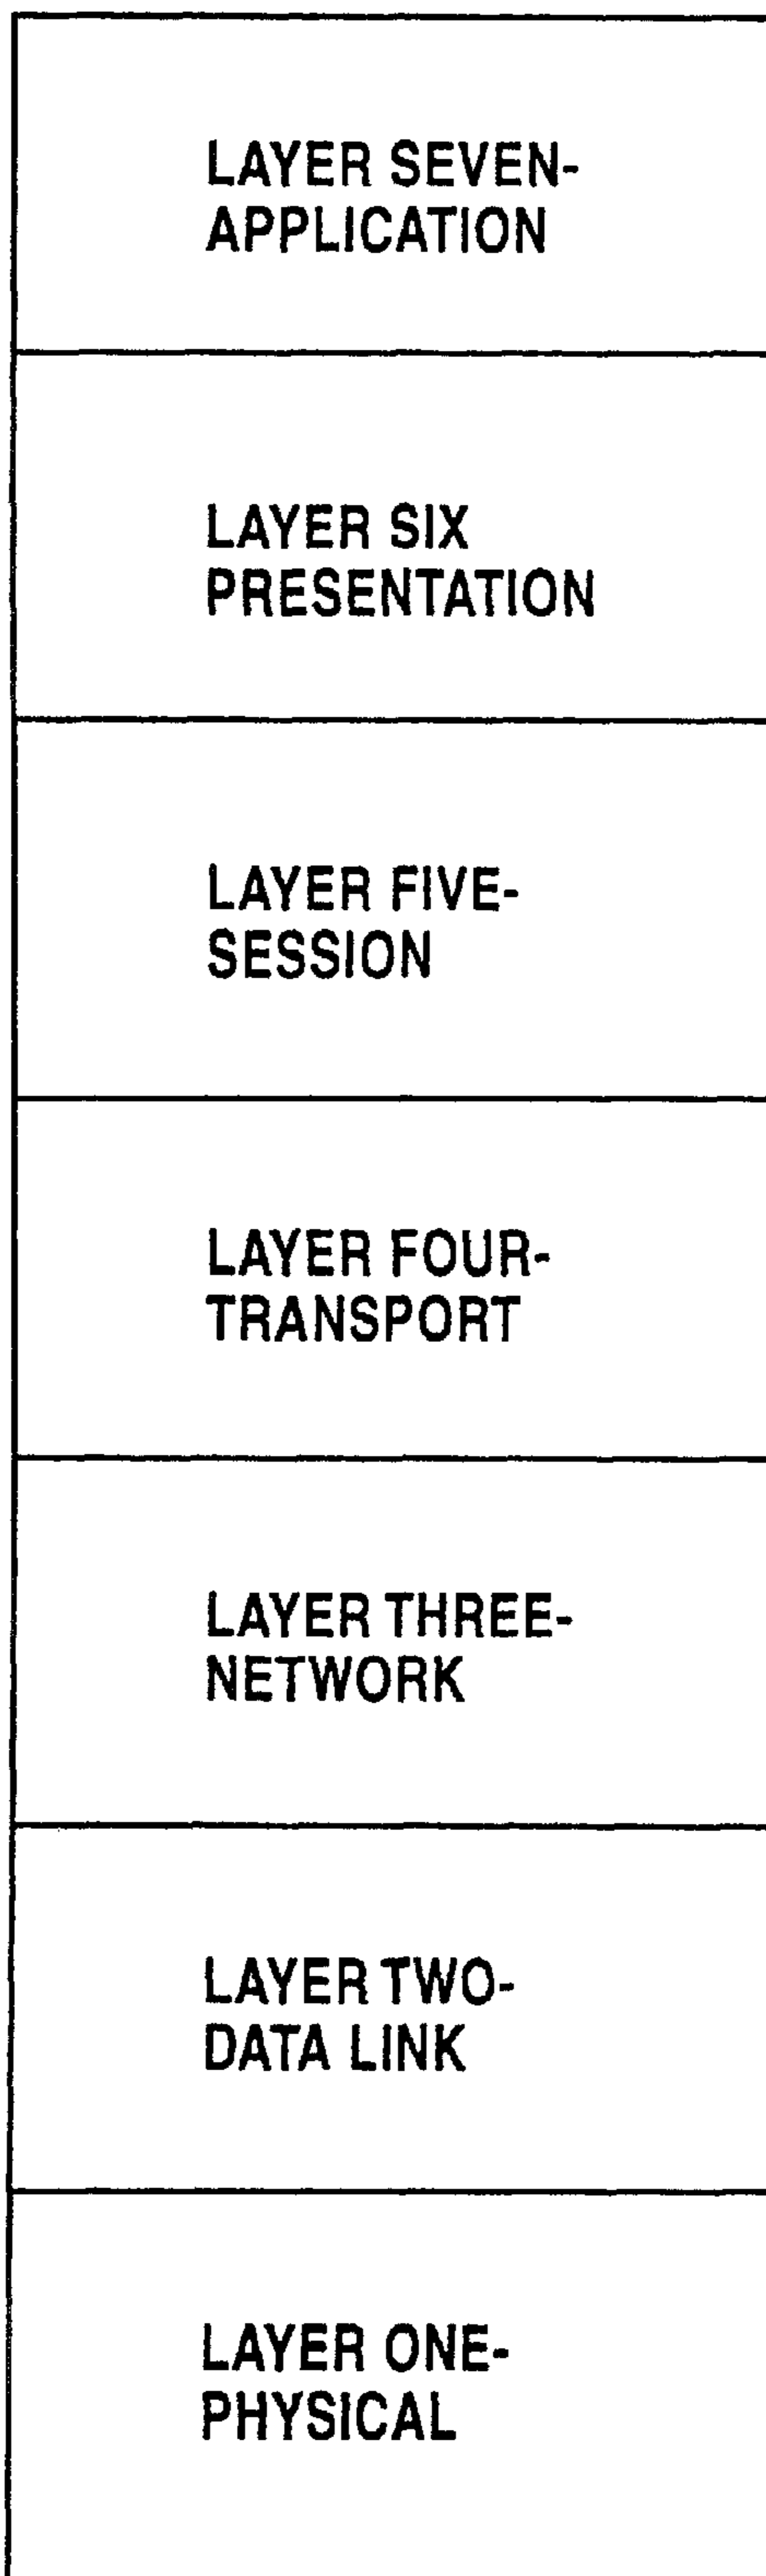 LAYER SEVEN-
APPLICATION
LAYER SIX
PRESENTATION
LAYER FIVE-
SESSION
LAYER FOUR-
TRANSPORT
LAYER THREE-
NETWORK
LAYER TWO-
DATA LINK
LAYER ONE-
PHYSICAL